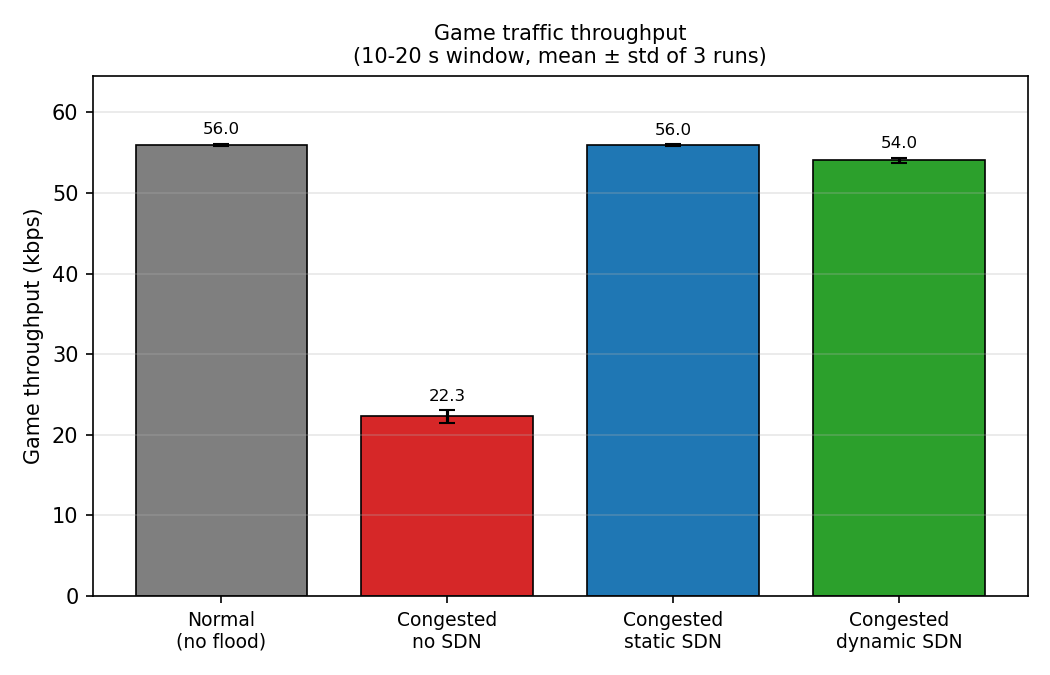 Game traffic throughput
(10-20 s window, mean ± std of 3 runs)
Game throughput (kbps)
60
50
40
30
20
10
0
56.0
22.3
56.0
54.0
Normal
(no flood)
Congested
no SDN
Congested
static SDN
Congested
dynamic SDN